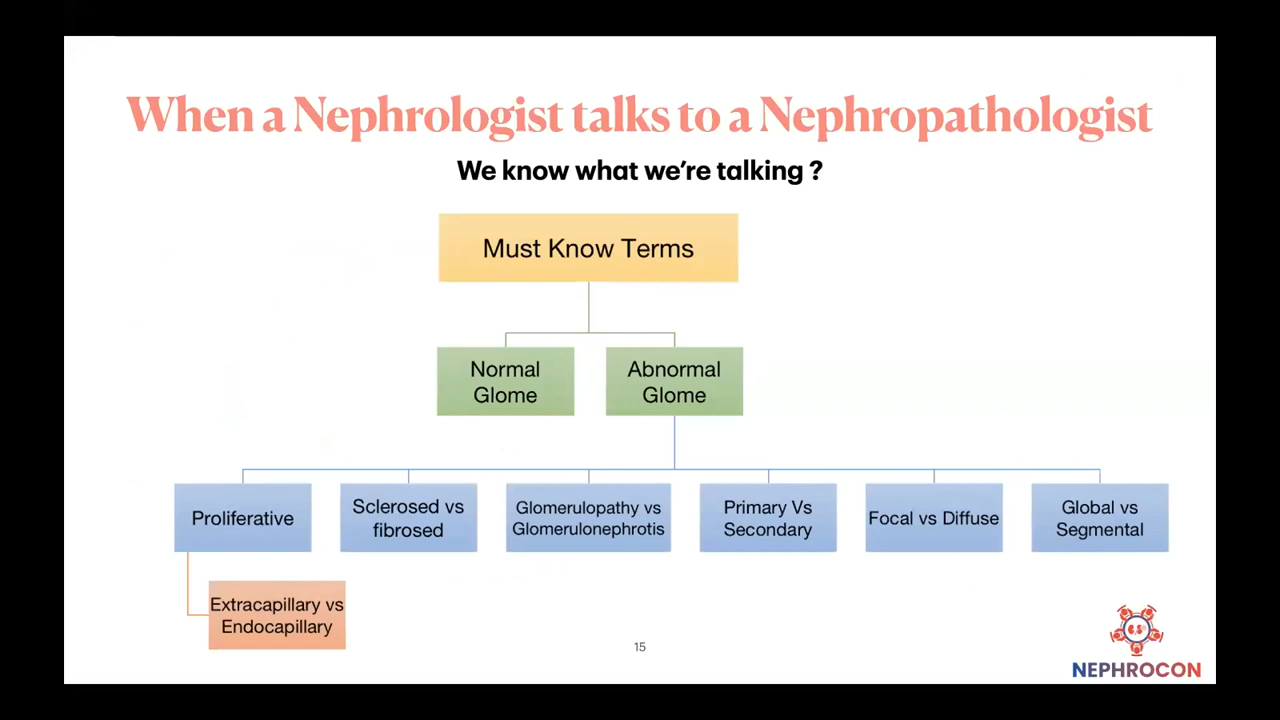 When a Nephrologist talks to a Nephropathologist
We know what we're talking ?
Must Know Terms
Normal
Glome
Abnormal
Glome
Proliferative
Sclerosed vs
fibrosed
Glomerulopathy vs
Glomerulonephrotis
Primary Vs
Secondary
Focal vs Diffuse
Global vs
Segmental
Extracapillary vs
Endocapillary
15
NEPHROCON